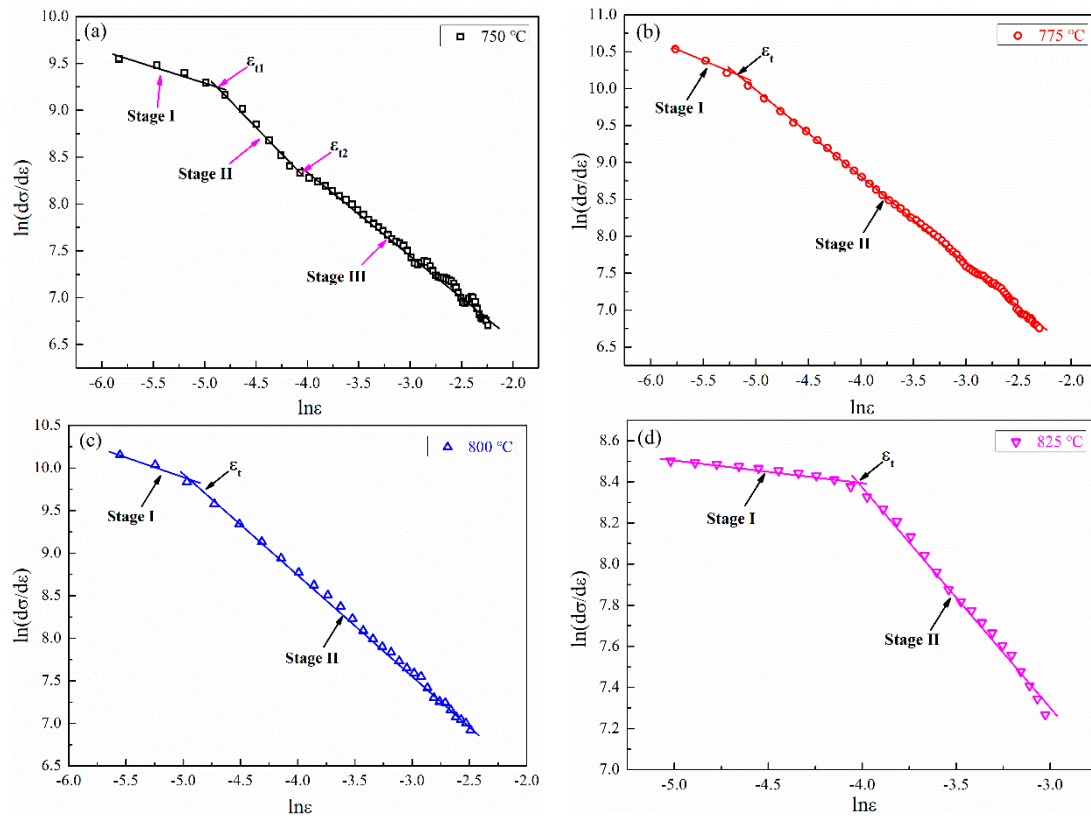 (a)
750 °C
ln(dσ/dε)
10.0
9.5
9.0
8.5
8.0
7.5
7.0
6.5
Stage I
ε_t1
Stage II
ε_t2
Stage III
-6.0 -5.5 -5.0 -4.5 -4.0 -3.5 -3.0 -2.5 -2.0
lnε
(b)
775 °C
ln(dσ/dε)
11.0
10.5
10.0
9.5
9.0
8.5
8.0
7.5
7.0
6.5
Stage I
ε_t
Stage II
-6.0 -5.5 -5.0 -4.5 -4.0 -3.5 -3.0 -2.5 -2.0
lnε
(c)
800 °C
ln(dσ/dε)
10.5
10.0
9.5
9.0
8.5
8.0
7.5
7.0
6.5
Stage I
ε_t
Stage II
-6.0 -5.5 -5.0 -4.5 -4.0 -3.5 -3.0 -2.5 -2.0
lnε
(d)
825 °C
ln(dσ/dε)
8.6
8.4
8.2
8.0
7.8
7.6
7.4
7.2
7.0
Stage I
ε_t
Stage II
-5.0 -4.5 -4.0 -3.5 -3.0
lnε